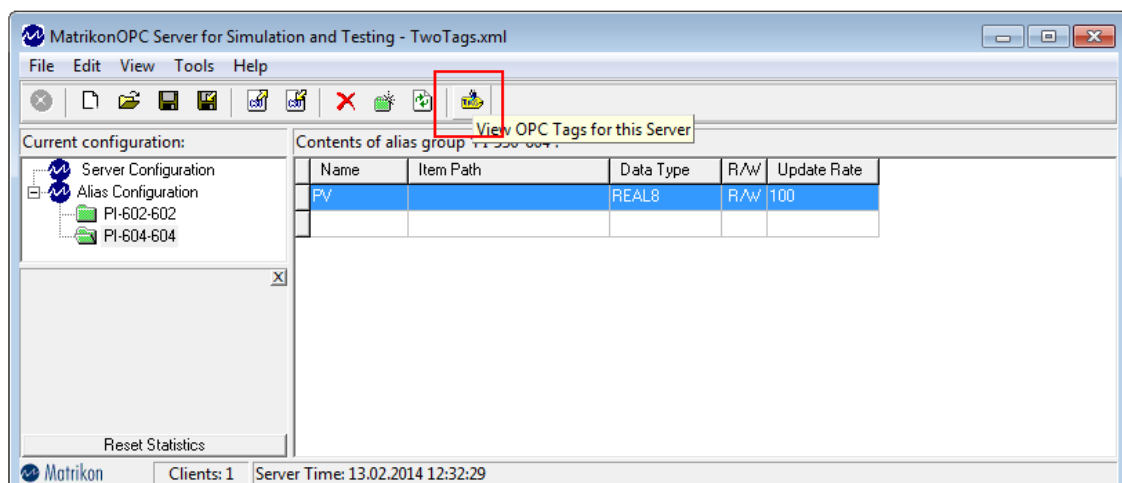 MatrikonOPC Server for Simulation and Testing - TwoTags.xml
File Edit View Tools Help
View OPC Tags for this Server
Current configuration:
Contents of alias group
Server Configuration
Alias Configuration
PI-602-602
PI-604-604
Name Item Path Data Type R/W Update Rate
PV REAL8 R/W 100
X
Reset Statistics
Matrikon Clients: 1 Server Time: 13.02.2014 12:32:29